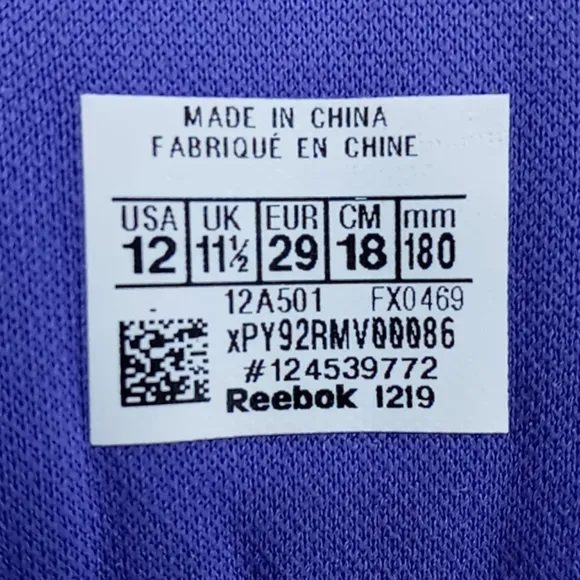 MADE IN CHINA
FABRIQUÉ EN CHINE
USA UK EUR CM mm
12 11½ 29 18 180
12A501 FX0469
xPY92RMV00086
#124539772
Reebok 1219